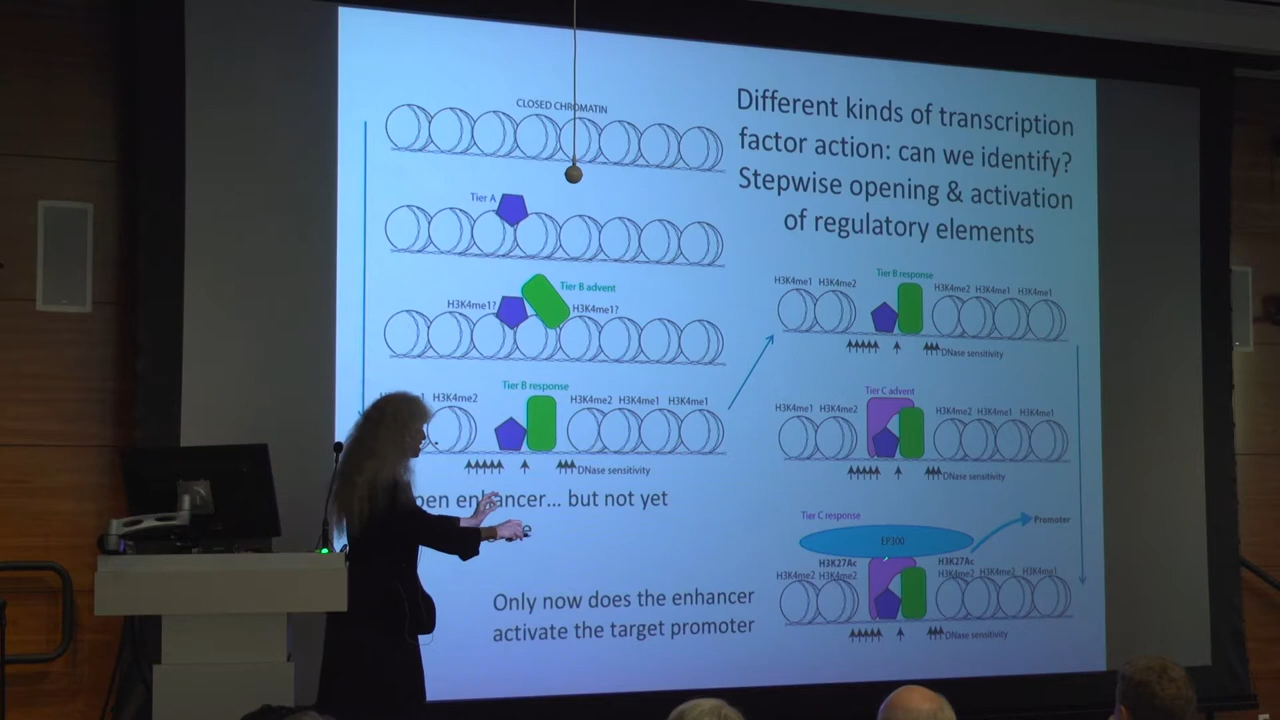 CLOSED CHROMATIN
Tier A
Tier B advent
H3K4me1?
H3K4me1?
Tier B response
H3K4me2
H3K4me2 H3K4me1 H3K4me1
DNase sensitivity
enhancer... but not yet
Only now does the enhancer
activate the target promoter
Different kinds of transcription
factor action: can we identify?
Stepwise opening & activation
of regulatory elements
Tier B response
H3K4me1 H3K4me2
H3K4me2 H3K4me1 H3K4me1
DNase sensitivity
Tier C advent
H3K4me1 H3K4me2
H3K4me2 H3K4me1 H3K4me1
DNase sensitivity
Tier C response
EP300
Promoter
H3K27Ac
H3K27Ac
H3K4me2 H3K4me2
H3K4me2 H3K4me2 H3K4me1
DNase sensitivity